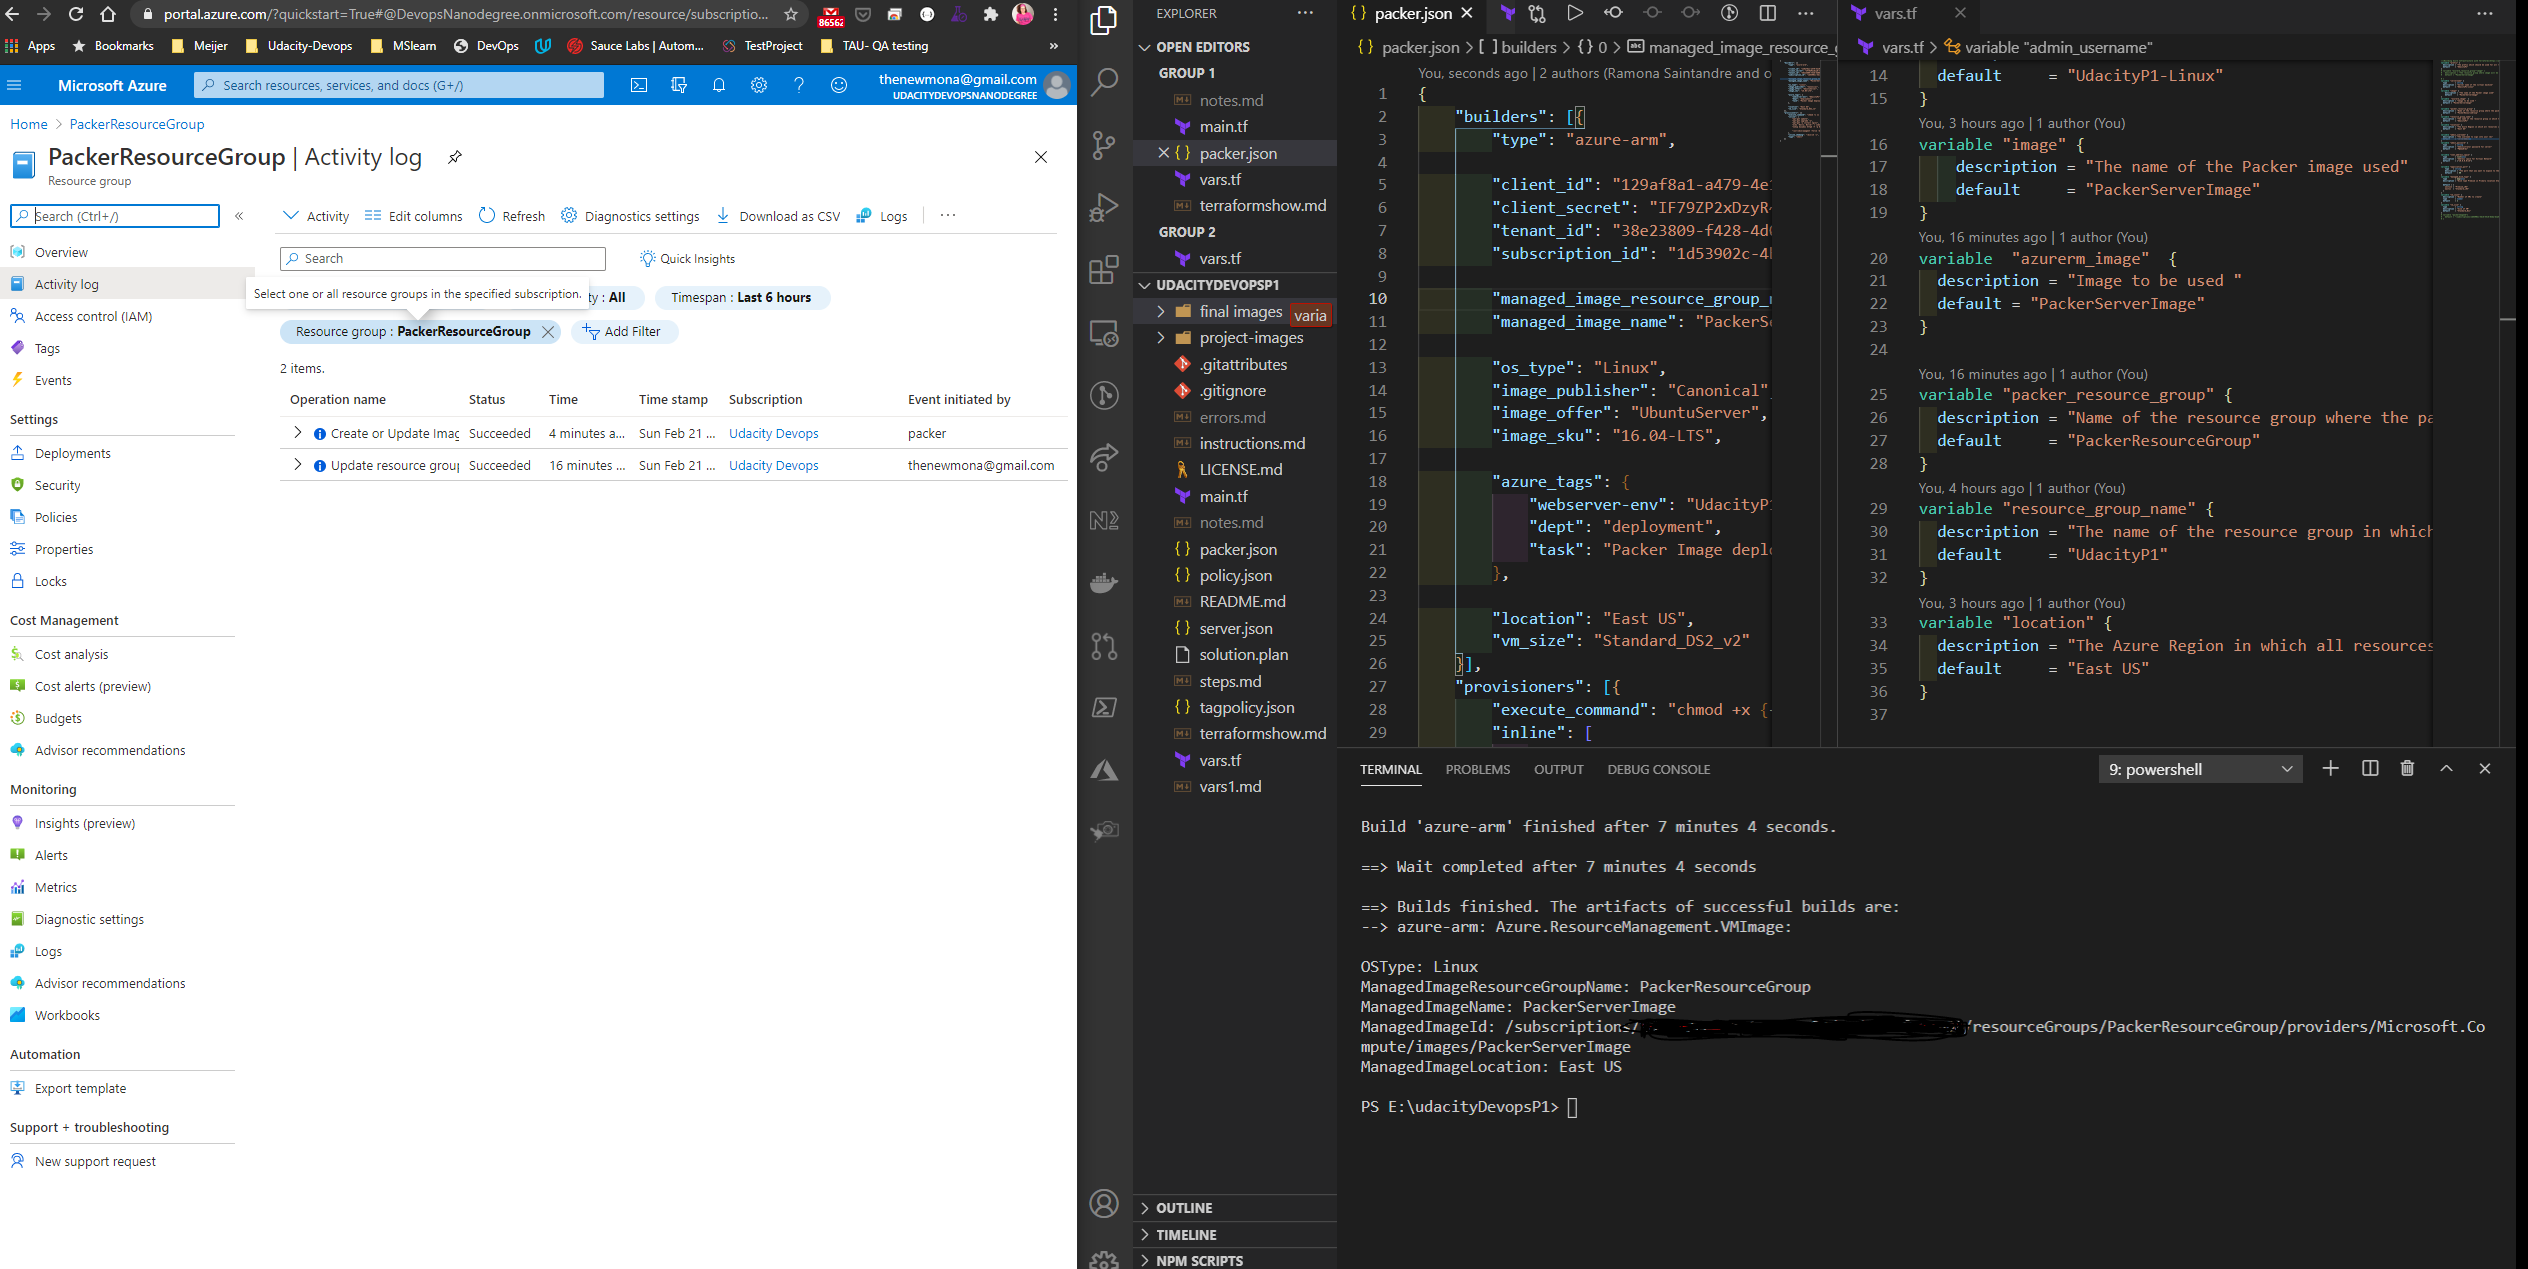 portal.azure.com/?quickstart=True#@DevopsNanodegree.onmicrosoft.com/resource/subscriptio...
86562
Apps
Bookmarks
Meijer
Udacity-Devops
MSlearn
DevOps
Sauce Labs | Autom...
TestProject
TAU- QA testing
»
Microsoft Azure
Search resources, services, and docs (G+/)
thenewmona@gmail.com
UDACITYDEVOPSNANODEGREE
Home > PackerResourceGroup
PackerResourceGroup | Activity log
Resource group
Search (Ctrl+/)
«
Overview
Activity log
Access control (IAM)
Tags
Events
Settings
Deployments
Security
Policies
Properties
Locks
Cost Management
Cost analysis
Cost alerts (preview)
Budgets
Advisor recommendations
Monitoring
Insights (preview)
Alerts
Metrics
Diagnostic settings
Logs
Advisor recommendations
Workbooks
Automation
Export template
Support + troubleshooting
New support request
Activity
Edit columns
Refresh
Diagnostics settings
Download as CSV
Logs
...
Search
Quick Insights
Select one or all resource groups in the specified subscription.
ty : All
Timespan : Last 6 hours
Resource group : PackerResourceGroup
Add Filter
2 items.
Operation name Status Time Time stamp Subscription Event initiated by
Create or Update Imag Succeeded 4 minutes a... Sun Feb 21 ... Udacity Devops packer
Update resource group Succeeded 16 minutes ... Sun Feb 21 ... Udacity Devops thenewmona@gmail.com
EXPLORER
...
OPEN EDITORS
GROUP 1
notes.md
main.tf
packer.json
vars.tf
terraformshow.md
GROUP 2
vars.tf
UDACITYDEVOPSP1
final images
varia
project-images
.gitattributes
.gitignore
errors.md
instructions.md
LICENSE.md
main.tf
notes.md
packer.json
policy.json
README.md
server.json
solution.plan
steps.md
tagpolicy.json
terraformshow.md
vars.tf
vars1.md
OUTLINE
TIMELINE
NPM SCRIPTS
packer.json
packer.json > [ ] builders > { } 0 > managed_image_resource_g
You, seconds ago | 2 authors (Ramona Saintandre and o
1 {
2 "builders": [{
3 "type": "azure-arm",
4
5 "client_id": "129af8a1-a479-4e
6 "client_secret": "IF79ZP2xDzyR
7 "tenant_id": "38e23809-f428-4d
8 "subscription_id": "1d53902c-4
9
10 "managed_image_resource_group_
11 "managed_image_name": "PackerS
12
13 "os_type": "Linux",
14 "image_publisher": "Canonical"
15 "image_offer": "UbuntuServer",
16 "image_sku": "16.04-LTS",
17
18 "azure_tags": {
19 "webserver-env": "UdacityP1
20 "dept": "deployment",
21 "task": "Packer Image depl
22 },
23
24 "location": "East US",
25 "vm_size": "Standard_DS2_v2"
26 }],
27 "provisioners": [{
28 "execute_command": "chmod +x {
29 "inline": [
vars.tf
...
vars.tf > variable "admin_username"
14 default = "UdacityP1-Linux"
15 }
You, 3 hours ago | 1 author (You)
16 variable "image" {
17 description = "The name of the Packer image used"
18 default = "PackerServerImage"
19 }
You, 16 minutes ago | 1 author (You)
20 variable "azurerm_image" {
21 description = "Image to be used "
22 default = "PackerServerImage"
23 }
24
You, 16 minutes ago | 1 author (You)
25 variable "packer_resource_group" {
26 description = "Name of the resource group where the pa
27 default = "PackerResourceGroup"
28 }
You, 4 hours ago | 1 author (You)
29 variable "resource_group_name" {
30 description = "The name of the resource group in which
31 default = "UdacityP1"
32 }
You, 3 hours ago | 1 author (You)
33 variable "location" {
34 description = "The Azure Region in which all resources
35 default = "East US"
36 }
37
TERMINAL PROBLEMS OUTPUT DEBUG CONSOLE
9: powershell
Build 'azure-arm' finished after 7 minutes 4 seconds.
==> Wait completed after 7 minutes 4 seconds
==> Builds finished. The artifacts of successful builds are:
--> azure-arm: Azure.ResourceManagement.VMImage:
OSType: Linux
ManagedImageResourceGroupName: PackerResourceGroup
ManagedImageName: PackerServerImage
ManagedImageId: /subscriptions/ /resourceGroups/PackerResourceGroup/providers/Microsoft.Co
mpute/images/PackerServerImage
ManagedImageLocation: East US
PS E:\udacityDevopsP1>